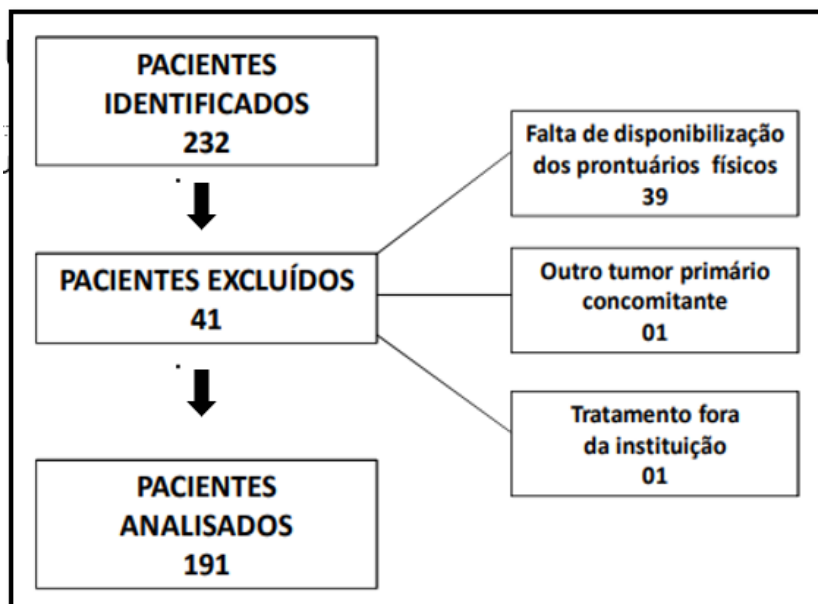 PACIENTES
IDENTIFICADOS
232
PACIENTES EXCLUÍDOS
41
Falta de disponibilização
dos prontuários físicos
39
Outro tumor primário
concomitante
01
Tratamento fora
da instituição
01
PACIENTES
ANALISADOS
191